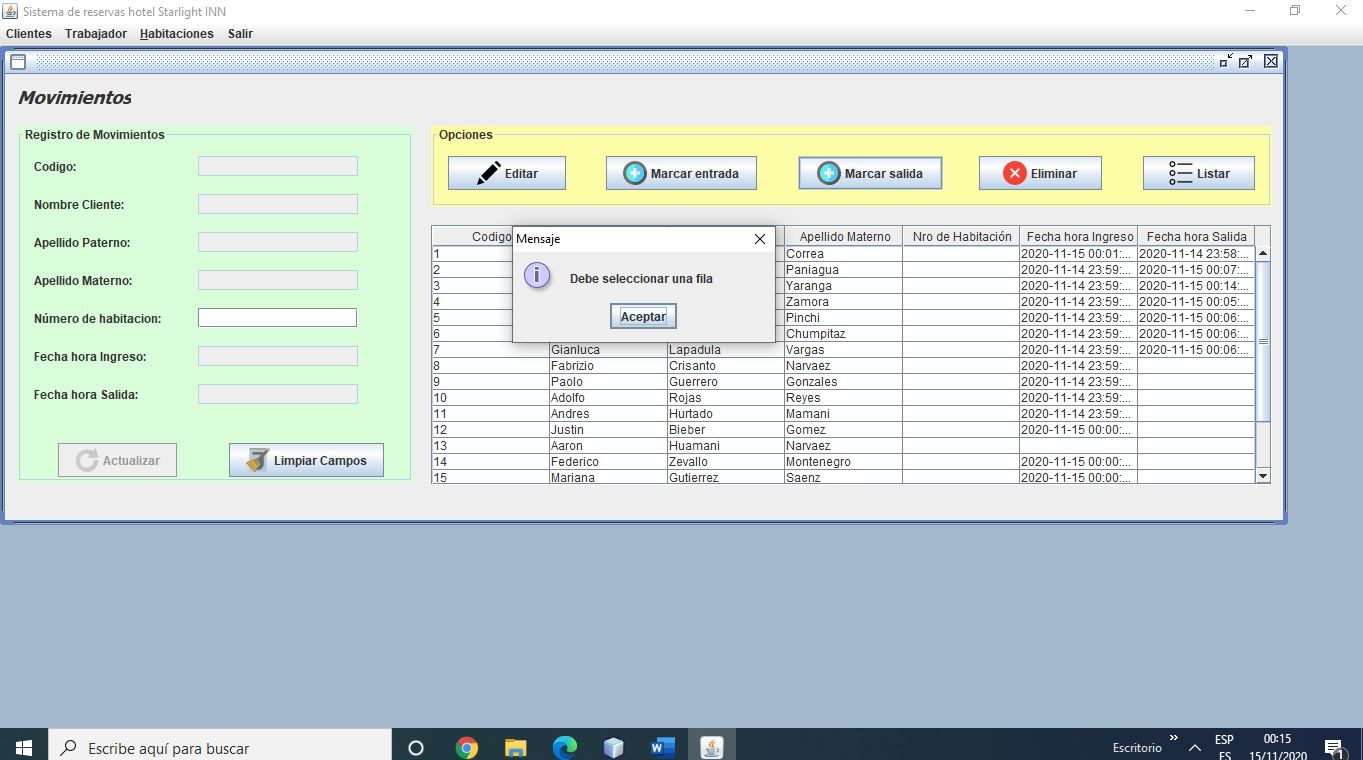 Sistema de reservas hotel Starlight INN
Clientes Trabajador Habitaciones Salir
Movimientos
Registro de Movimientos
Codigo:
Nombre Cliente:
Apellido Paterno:
Apellido Materno:
Número de habitacion:
Fecha hora Ingreso:
Fecha hora Salida:
Actualizar Limpiar Campos
Opciones
Editar Marcar entrada Marcar salida Eliminar Listar
Codigo Apellido Materno Nro de Habitación Fecha hora Ingreso Fecha hora Salida
1 Correa 2020-11-15 00:01:... 2020-11-14 23:58:...
2 Paniagua 2020-11-14 23:59:... 2020-11-15 00:07:...
3 Yaranga 2020-11-14 23:59:... 2020-11-15 00:14:...
4 Zamora 2020-11-14 23:59:... 2020-11-15 00:05:...
5 Pinchi 2020-11-14 23:59:... 2020-11-15 00:06:...
6 Chumpitaz 2020-11-14 23:59:... 2020-11-15 00:06:...
7 Gianluca Lapadula Vargas 2020-11-14 23:59:... 2020-11-15 00:06:...
8 Fabrizio Crisanto Narvaez 2020-11-14 23:59:...
9 Paolo Guerrero Gonzales 2020-11-14 23:59:...
10 Adolfo Rojas Reyes 2020-11-14 23:59:...
11 Andres Hurtado Mamani 2020-11-14 23:59:...
12 Justin Bieber Gomez 2020-11-15 00:00:...
13 Aaron Huamani Narvaez
14 Federico Zevallo Montenegro 2020-11-15 00:00:...
15 Mariana Gutierrez Saenz 2020-11-15 00:00:...
Mensaje
Debe seleccionar una fila
Aceptar
Escribe aquí para buscar
Escritorio
ESP
ES
00:15
15/11/2020
1